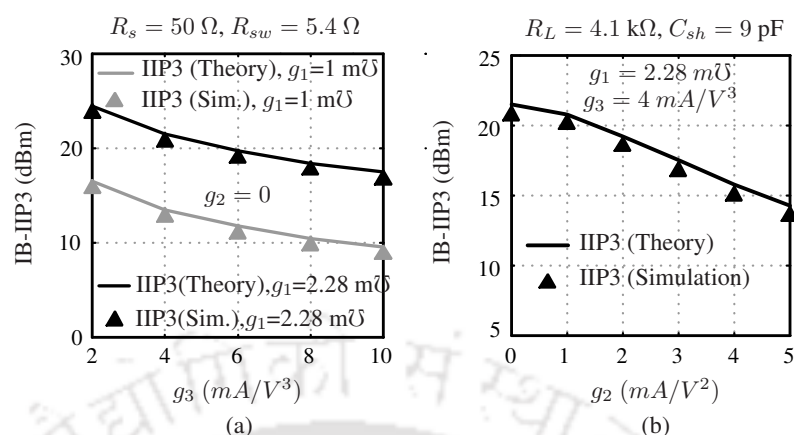 R_s = 50 Ω, R_sw = 5.4 Ω
R_L = 4.1 kΩ, C_sh = 9 pF
IB-IIP3 (dBm)
30
20
10
0
IIP3 (Theory), g_1=1 m℧
IIP3 (Sim.), g_1=1 m℧
g_2 = 0
IIP3(Theory),g_1=2.28 m℧
IIP3(Sim.),g_1=2.28 m℧
2 4 6 8 10
g_3 (mA/V^3)
(a)
IB-IIP3 (dBm)
25
20
15
10
5
g_1 = 2.28 m℧
g_3 = 4 mA/V^3
IIP3 (Theory)
IIP3 (Simulation)
0 1 2 3 4 5
g_2 (mA/V^2)
(b)